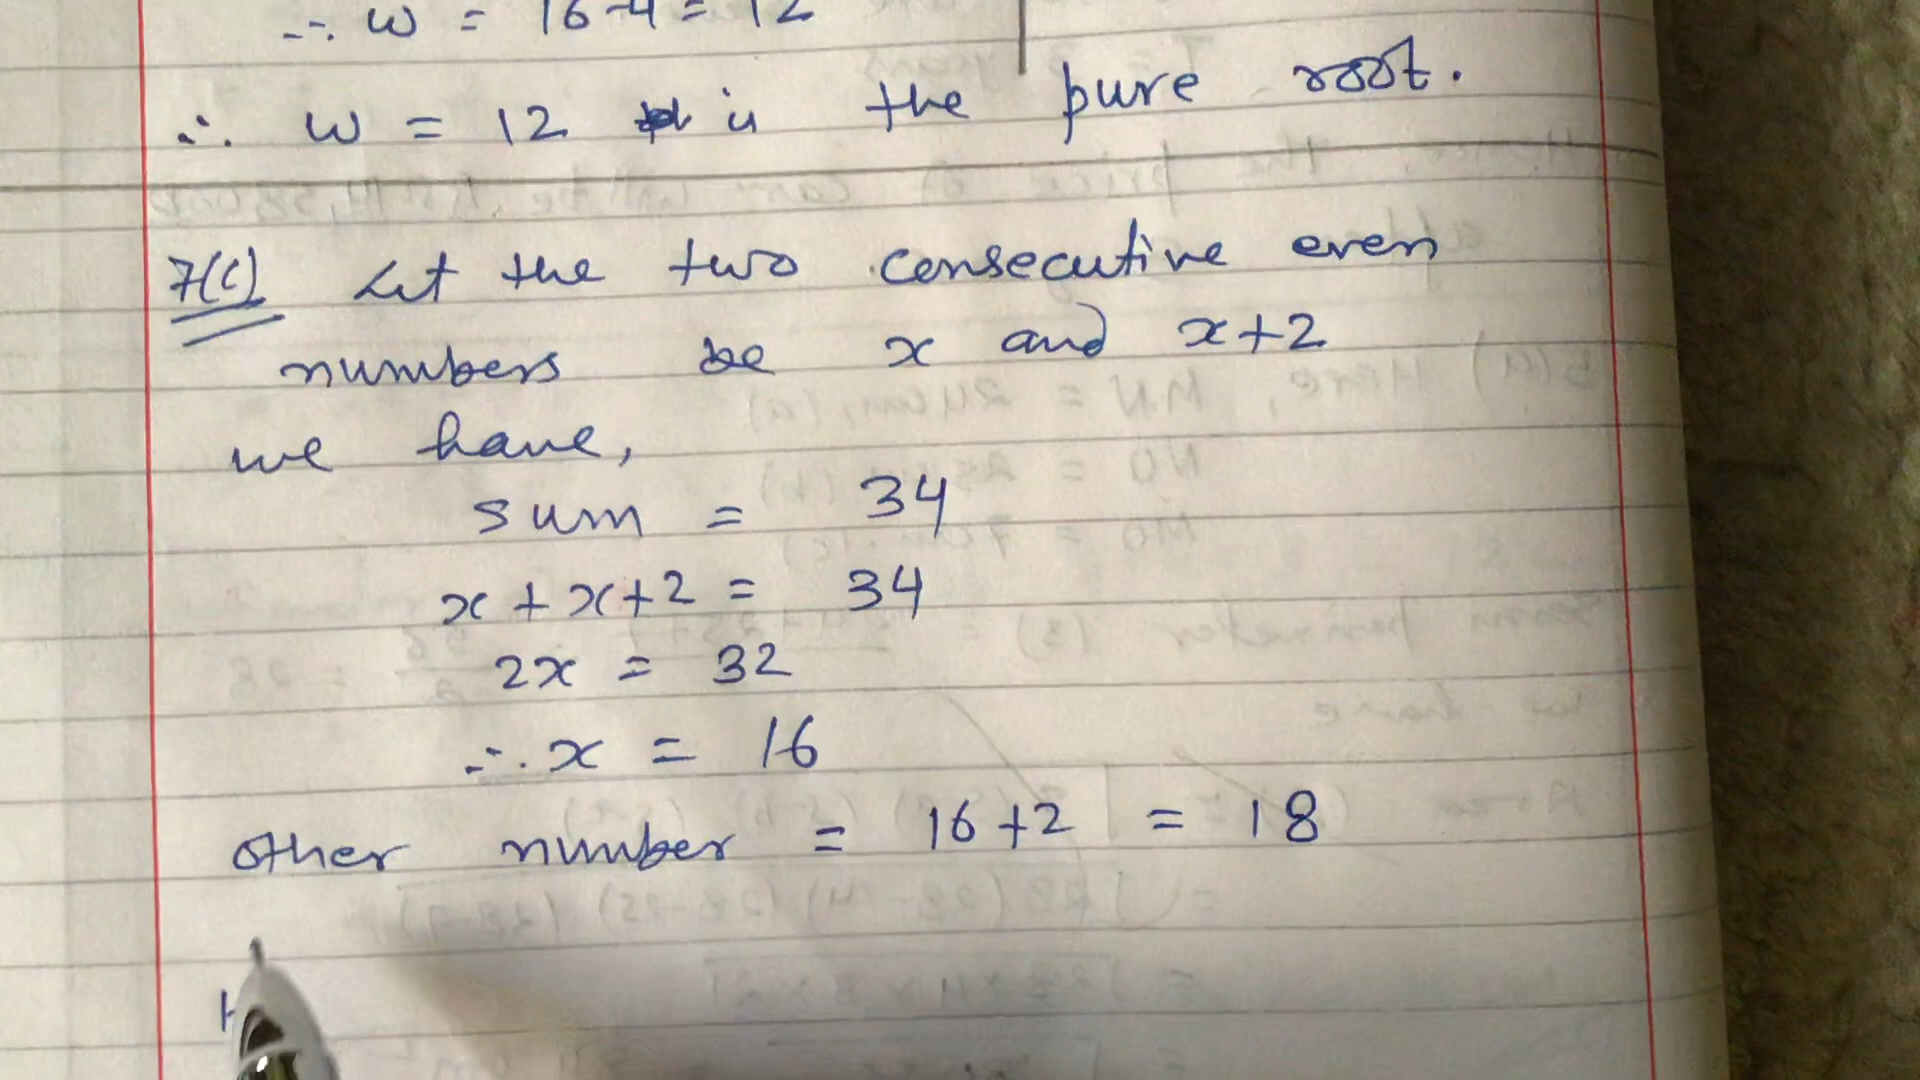 ∴ w = 16-4 = 12
∴ w = 12 is the pure root.
7(c) Let the two consecutive even
numbers be x and x+2
we have,
sum = 34
x + x+2 = 34
2x = 32
∴ x = 16
other number = 16+2 = 18
H